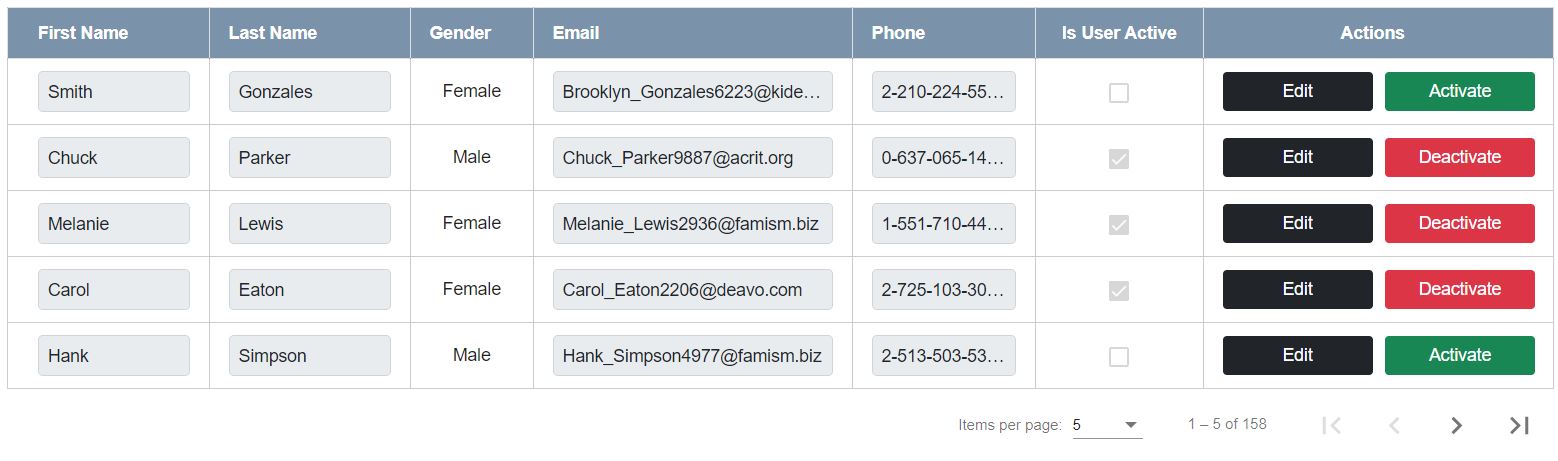 First Name Last Name Gender Email Phone Is User Active Actions
Smith Gonzales Female Brooklyn_Gonzales6223@kide… 2-210-224-55… Edit Activate
Chuck Parker Male Chuck_Parker9887@acrit.org 0-637-065-14… Edit Deactivate
Melanie Lewis Female Melanie_Lewis2936@famism.biz 1-551-710-44… Edit Deactivate
Carol Eaton Female Carol_Eaton2206@deavo.com 2-725-103-30… Edit Deactivate
Hank Simpson Male Hank_Simpson4977@famism.biz 2-513-503-53… Edit Activate
Items per page: 5 1 – 5 of 158